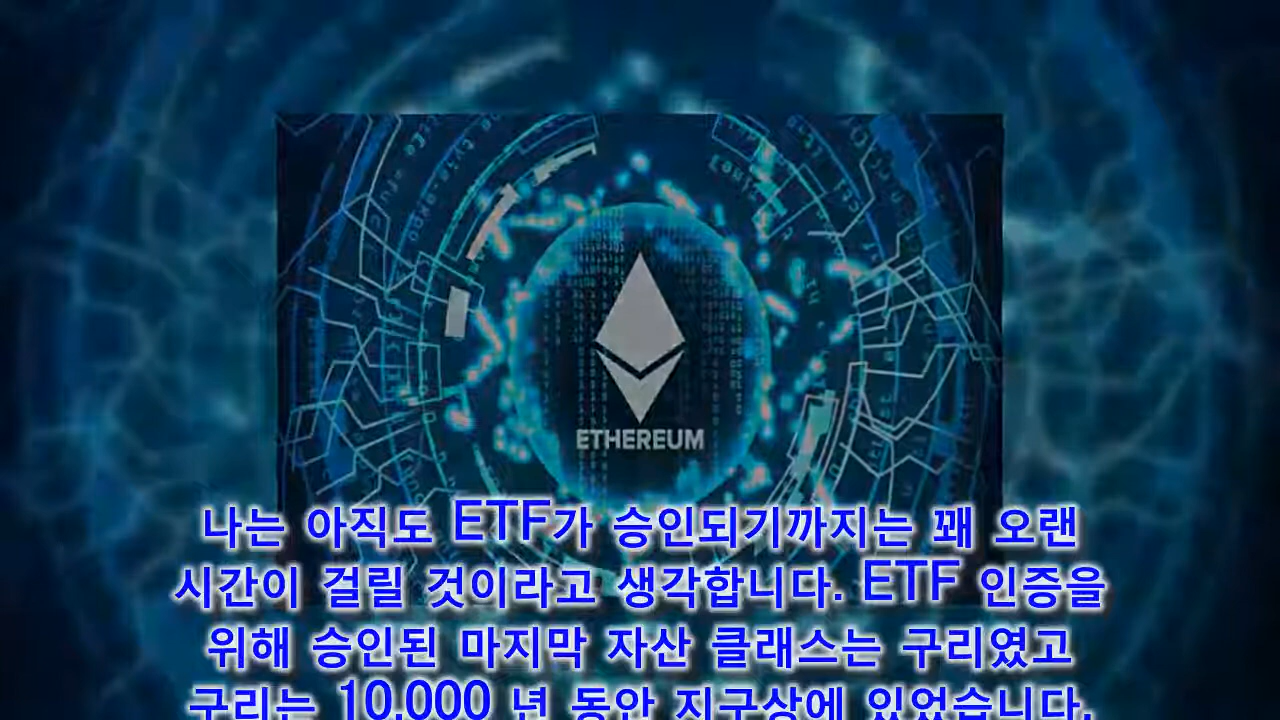 ETHEREUM
나는 아직도 ETF가 승인되기까지는 꽤 오랜
시간이 걸릴 것이라고 생각합니다. ETF 인증을
위해 승인된 마지막 자산 클래스는 구리였고
구리는 10,000 년 동안 지구상에 있었습니다.